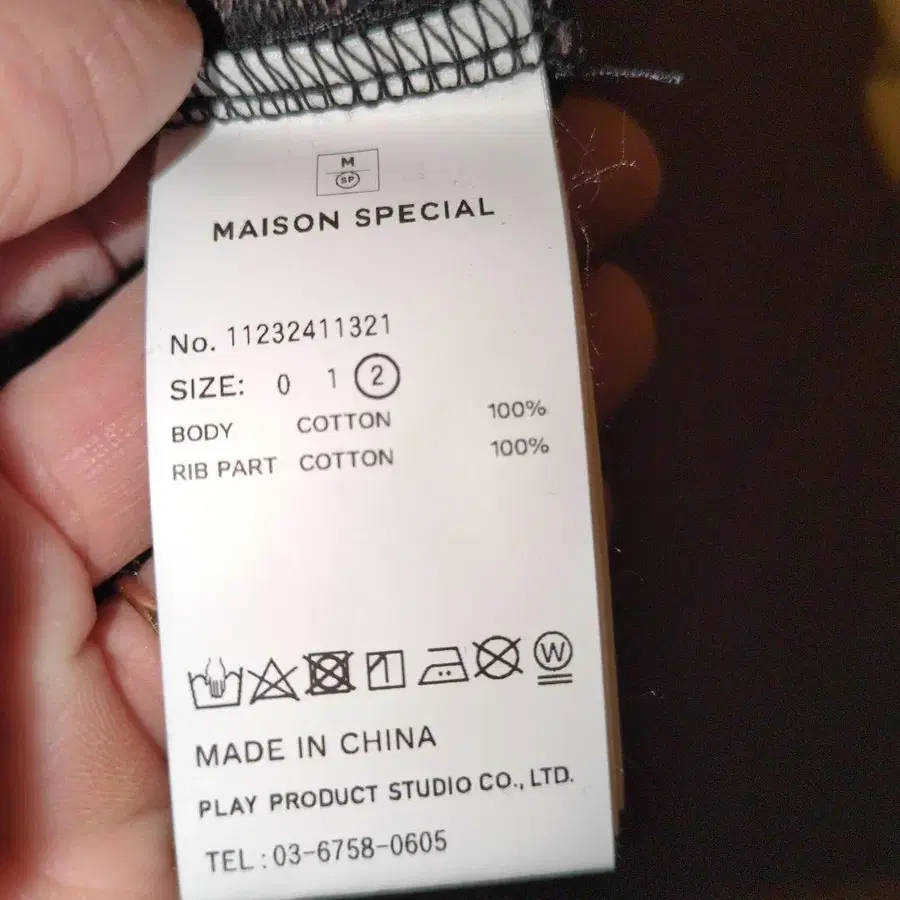 M
SP
MAISON SPECIAL
No. 11232411321
SIZE: 0 1 2
BODY COTTON 100%
RIB PART COTTON 100%
W
MADE IN CHINA
PLAY PRODUCT STUDIO CO., LTD.
TEL : 03-6758-0605